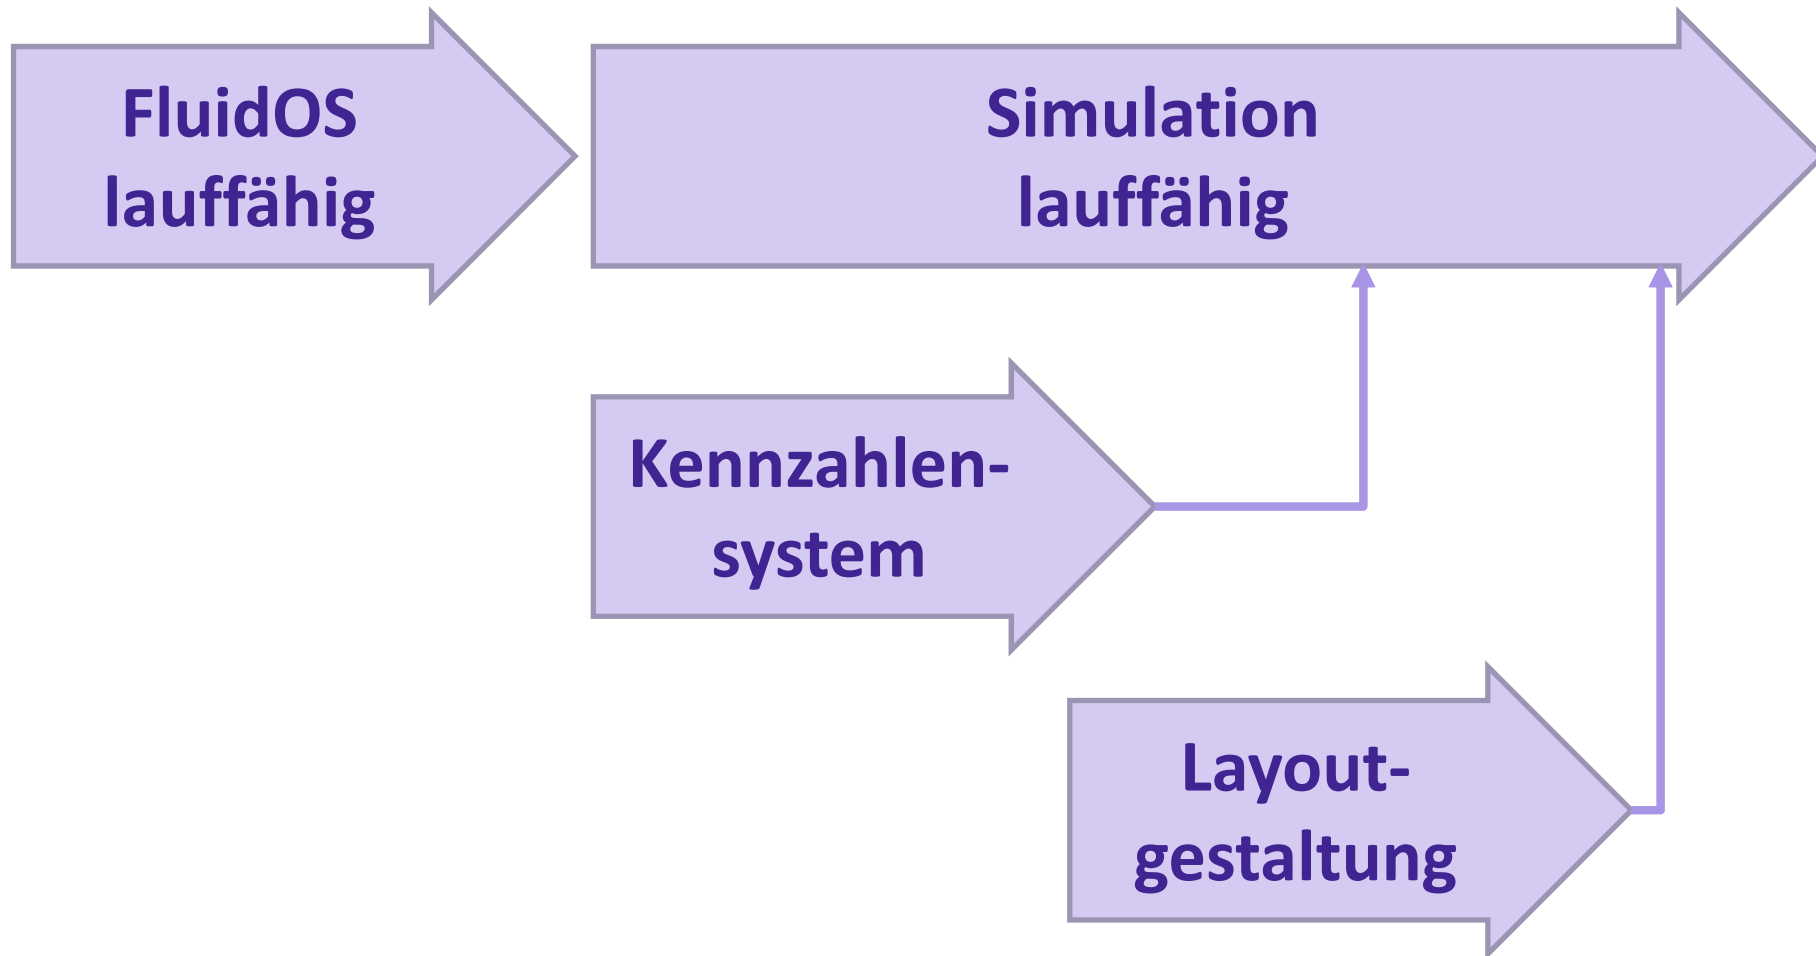 FluidOS
lauffähig
Simulation
lauffähig
Kennzahlen-
system
Layout-
gestaltung